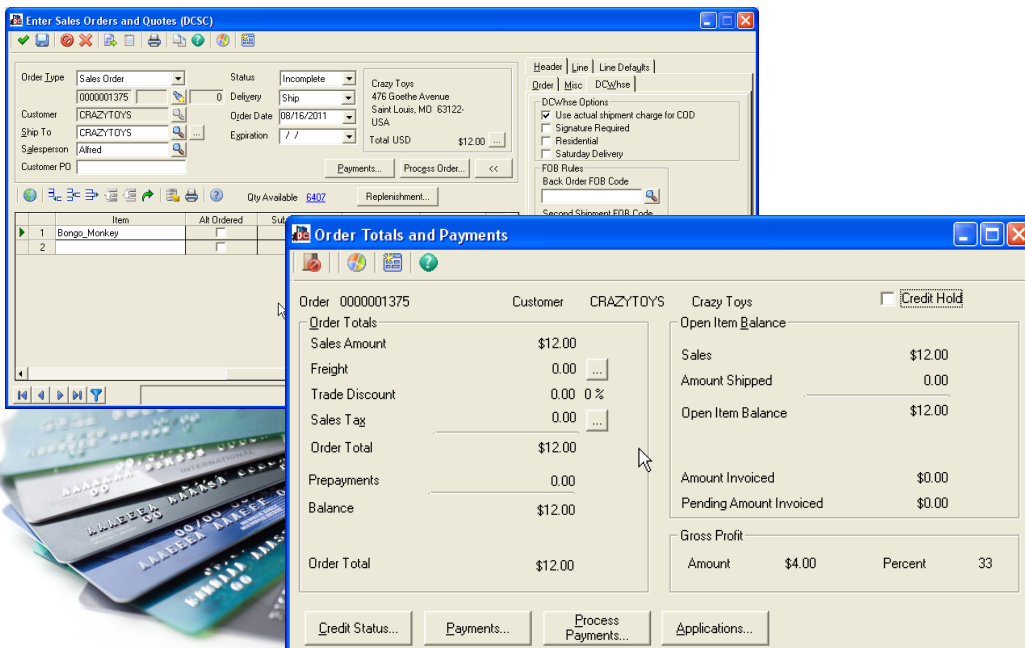 Enter Sales Orders and Quotes (DCSC)
Order Type Sales Order Status Incomplete
0000001375 0 Delivery Ship
Customer CRAZYTOYS Order Date 08/16/2011
Ship To CRAZYTOYS ... Expiration / /
Salesperson Alfred
Customer PO
Crazy Toys
476 Goethe Avenue
Saint Louis, MO 63122-
USA
Total USD $12.00 ...
Payments... Process Order... <<
Header Line Line Defaults
Order Misc DCWhse
DCWhse Options
Use actual shipment charge for COD
Signature Required
Residential
Saturday Delivery
FOB Rules
Back Order FOB Code
Second Shipment FOB Code
Qty Available 6407 Replenishment...
Item Alt Ordered Sub
1 Bongo_Monkey
2
Order Totals and Payments
Order 0000001375 Customer CRAZYTOYS Crazy Toys Credit Hold
Order Totals
Sales Amount $12.00
Freight 0.00 ...
Trade Discount 0.00 0 %
Sales Tax 0.00 ...
Order Total $12.00
Prepayments 0.00
Balance $12.00
Order Total $12.00
Open Item Balance
Sales $12.00
Amount Shipped 0.00
Open Item Balance $12.00
Amount Invoiced $0.00
Pending Amount Invoiced $0.00
Gross Profit
Amount $4.00 Percent 33
Credit Status... Payments... Process Payments... Applications...
INTERNATIONAL